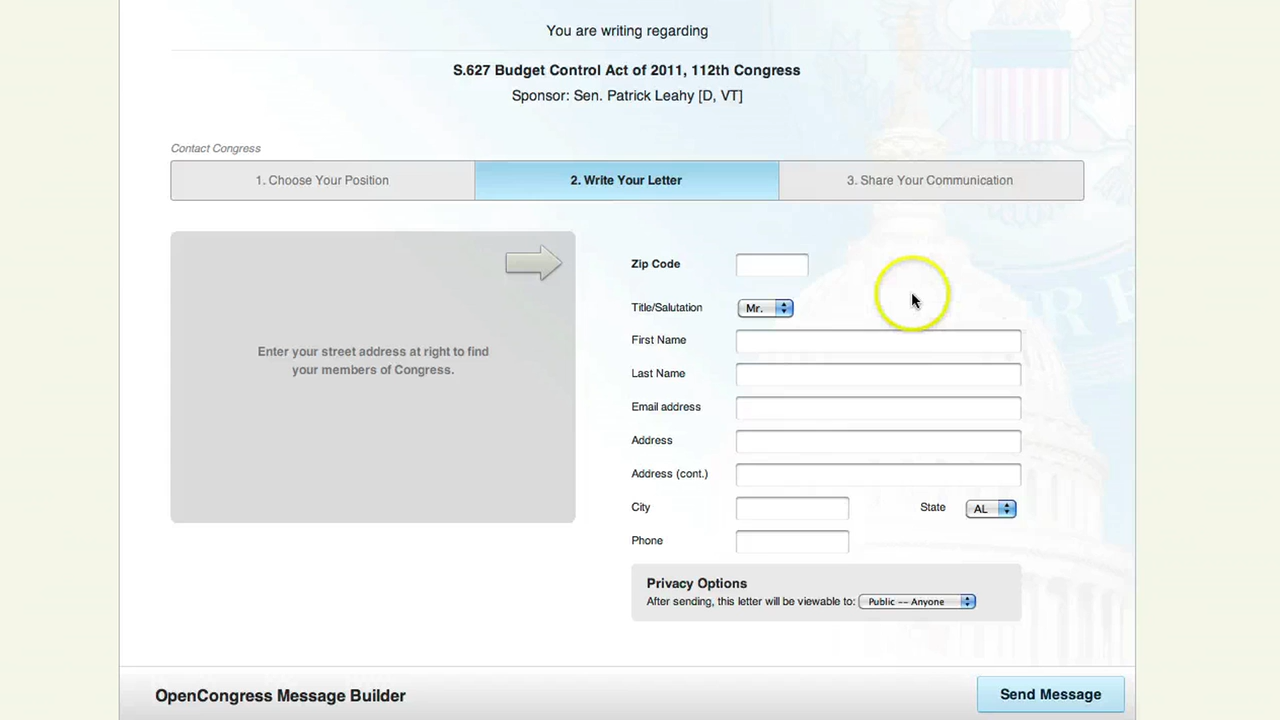 You are writing regarding
S.627 Budget Control Act of 2011, 112th Congress
Sponsor: Sen. Patrick Leahy [D, VT]
Contact Congress
1. Choose Your Position
2. Write Your Letter
3. Share Your Communication
Enter your street address at right to find
your members of Congress.
Zip Code
Title/Salutation Mr.
First Name
Last Name
Email address
Address
Address (cont.)
City State AL
Phone
Privacy Options
After sending, this letter will be viewable to: Public -- Anyone
OpenCongress Message Builder
Send Message